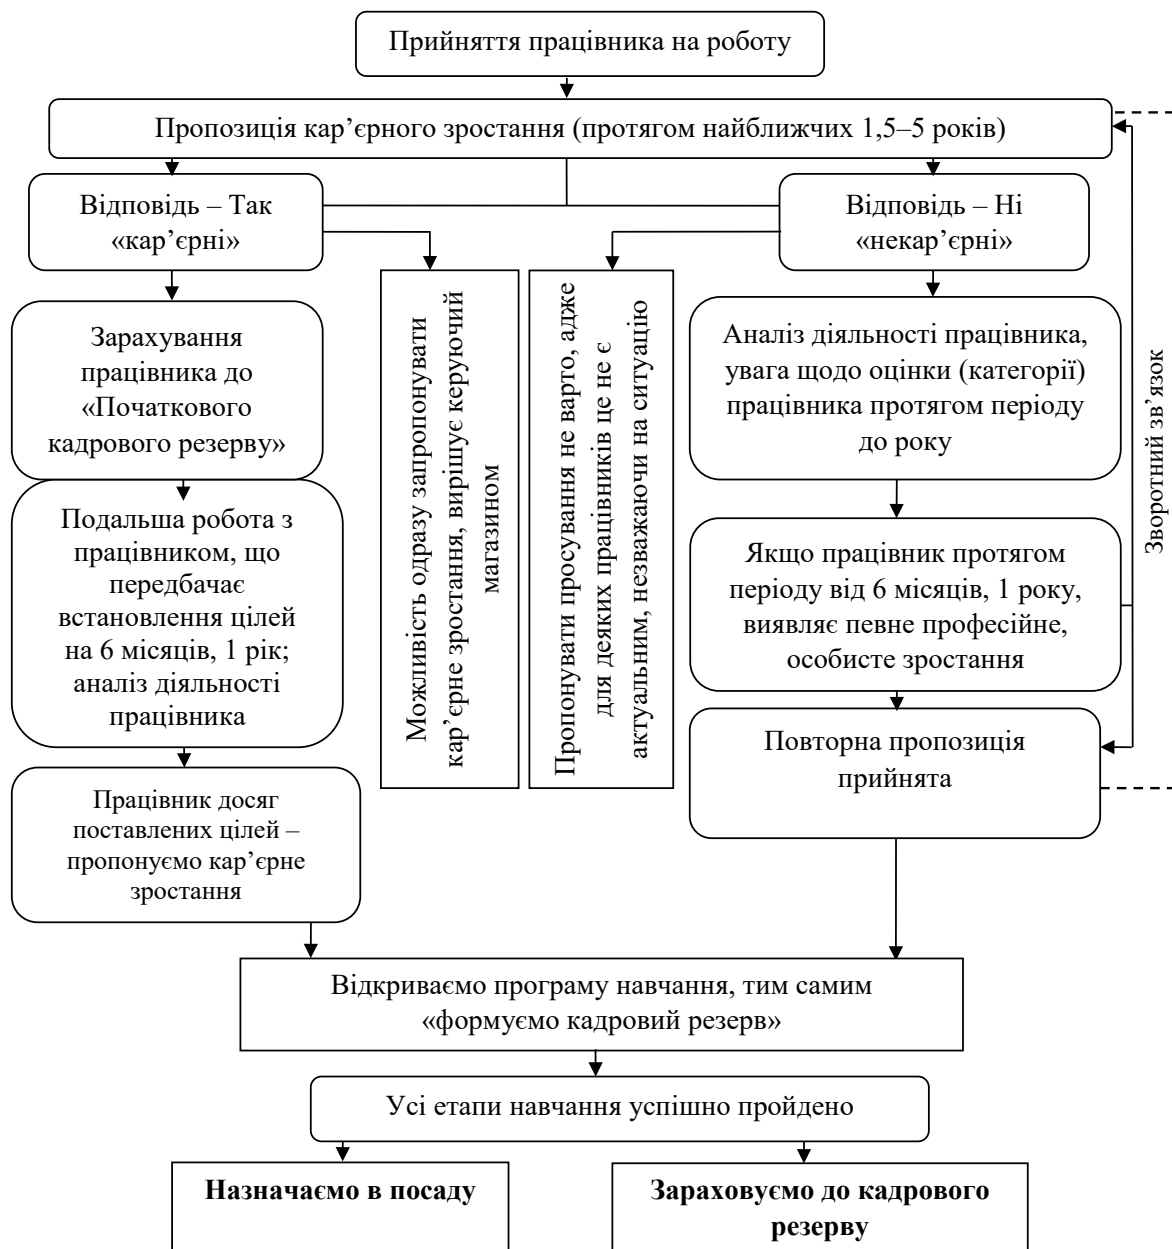 Прийняття працівника на роботу
Пропозиція кар’єрного зростання (протягом найближчих 1,5–5 років)
Відповідь – Так
«кар’єрні»
Відповідь – Ні
«некар’єрні»
Зарахування
працівника до
«Початкового
кадрового резерву»
Можливість одразу запропонувати
кар’єрне зростання, вирішує керуючий
магазином
Пропонувати просування не варто, адже
для деяких працівників це не є
актуальним, незважаючи на ситуацію
Аналіз діяльності працівника,
увага щодо оцінки (категорії)
працівника протягом періоду
до року
Зворотний зв’язок
Подальша робота з
працівником, що
передбачає
встановлення цілей
на 6 місяців, 1 рік;
аналіз діяльності
працівника
Якщо працівник протягом
періоду від 6 місяців, 1 року,
виявляє певне професійне,
особисте зростання
Повторна пропозиція
прийнята
Працівник досяг
поставлених цілей –
пропонуємо кар’єрне
зростання
Відкриваємо програму навчання, тим самим
«формуємо кадровий резерв»
Усі етапи навчання успішно пройдено
Назначаємо в посаду
Зараховуємо до кадрового
резерву